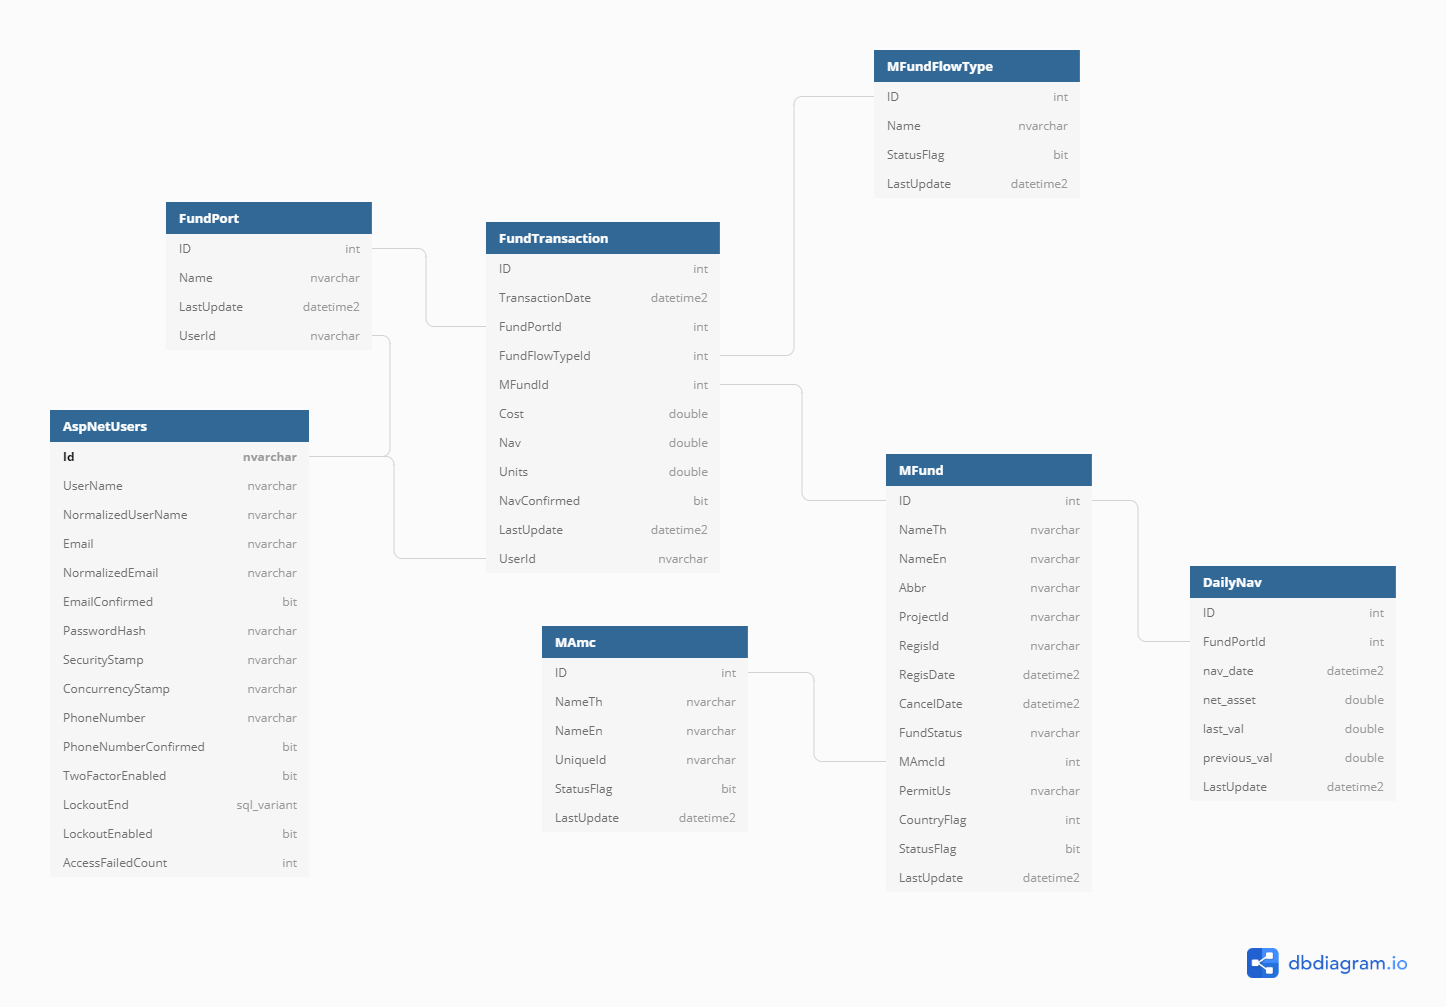 MFundFlowType
ID int
Name nvarchar
StatusFlag bit
LastUpdate datetime2
FundPort
ID int
Name nvarchar
LastUpdate datetime2
UserId nvarchar
FundTransaction
ID int
TransactionDate datetime2
FundPortId int
FundFlowTypeId int
MFundId int
Cost double
Nav double
Units double
NavConfirmed bit
LastUpdate datetime2
UserId nvarchar
AspNetUsers
Id nvarchar
UserName nvarchar
NormalizedUserName nvarchar
Email nvarchar
NormalizedEmail nvarchar
EmailConfirmed bit
PasswordHash nvarchar
SecurityStamp nvarchar
ConcurrencyStamp nvarchar
PhoneNumber nvarchar
PhoneNumberConfirmed bit
TwoFactorEnabled bit
LockoutEnd sql_variant
LockoutEnabled bit
AccessFailedCount int
MFund
ID int
NameTh nvarchar
NameEn nvarchar
Abbr nvarchar
ProjectId nvarchar
RegisId nvarchar
RegisDate datetime2
CancelDate datetime2
FundStatus nvarchar
MAmcId int
PermitUs nvarchar
CountryFlag int
StatusFlag bit
LastUpdate datetime2
DailyNav
ID int
FundPortId int
nav_date datetime2
net_asset double
last_val double
previous_val double
LastUpdate datetime2
MAmc
ID int
NameTh nvarchar
NameEn nvarchar
UniqueId nvarchar
StatusFlag bit
LastUpdate datetime2
dbdiagram.io